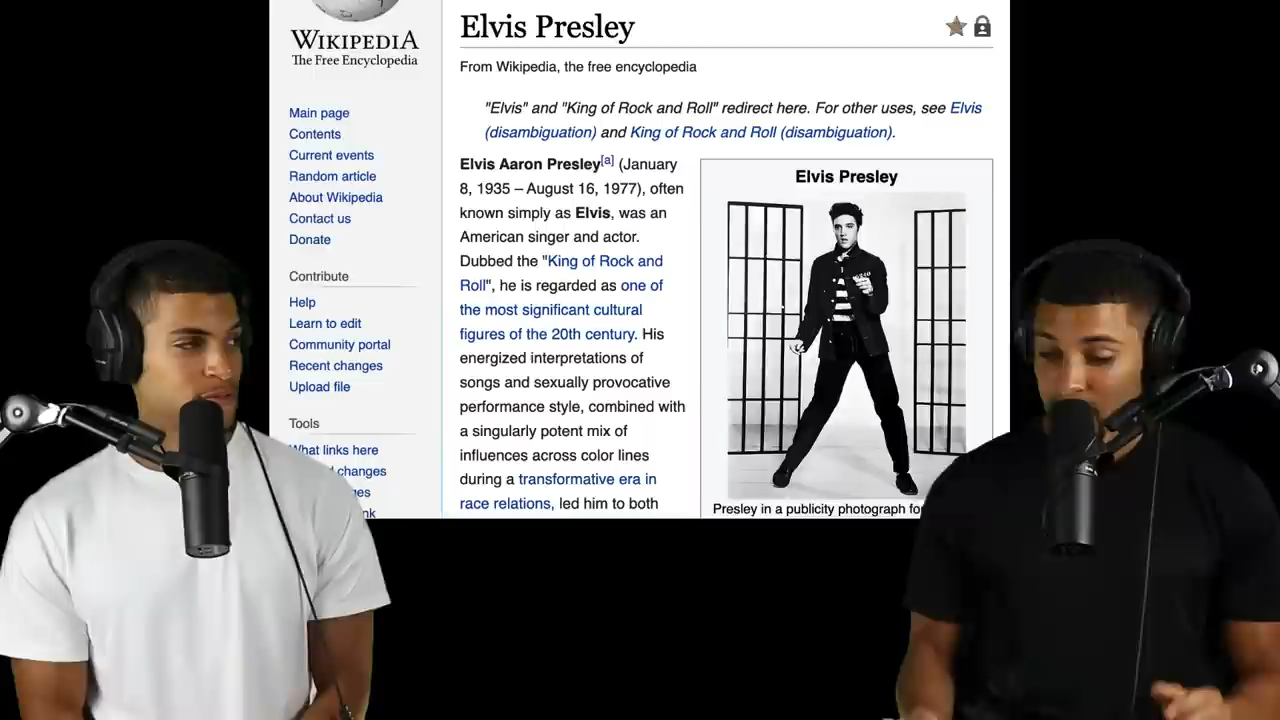 WIKIPEDIA
The Free Encyclopedia
Main page
Contents
Current events
Random article
About Wikipedia
Contact us
Donate
Contribute
Help
Learn to edit
Community portal
Recent changes
Upload file
Tools
What links here
changes
Elvis Presley
From Wikipedia, the free encyclopedia
"Elvis" and "King of Rock and Roll" redirect here. For other uses, see Elvis
(disambiguation) and King of Rock and Roll (disambiguation).
Elvis Aaron Presley[a] (January
8, 1935 – August 16, 1977), often
known simply as Elvis, was an
American singer and actor.
Dubbed the "King of Rock and
Roll", he is regarded as one of
the most significant cultural
figures of the 20th century. His
energized interpretations of
songs and sexually provocative
performance style, combined with
a singularly potent mix of
influences across color lines
during a transformative era in
race relations, led him to both
Elvis Presley
Presley in a publicity photograph for